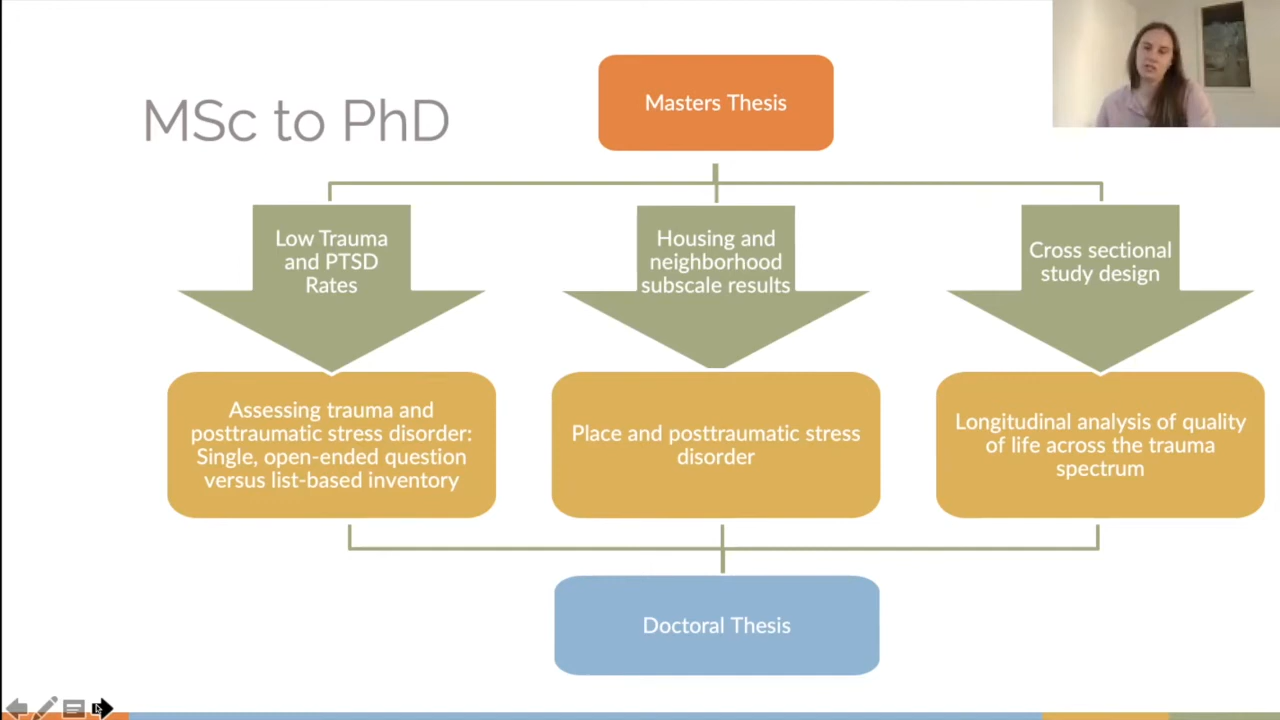 MSc to PhD
Masters Thesis
Low Trauma
and PTSD
Rates
Housing and
neighborhood
subscale results
Cross sectional
study design
Assessing trauma and
posttraumatic stress disorder:
Single, open-ended question
versus list-based inventory
Place and posttraumatic stress
disorder
Longitudinal analysis of quality
of life across the trauma
spectrum
Doctoral Thesis